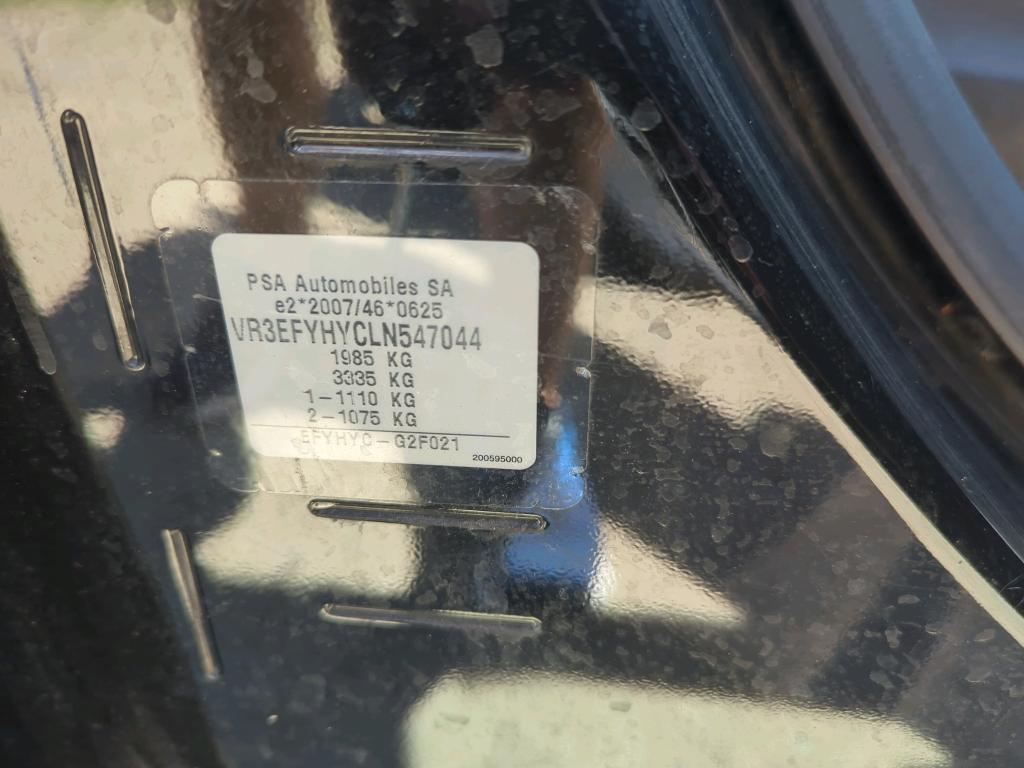 PSA Automobiles SA
e2*2007/46*0625
VR3EFYHYCLN547044
1985 KG
3335 KG
1-1110 KG
2-1075 KG
EFYHYC-G2F021
200595000